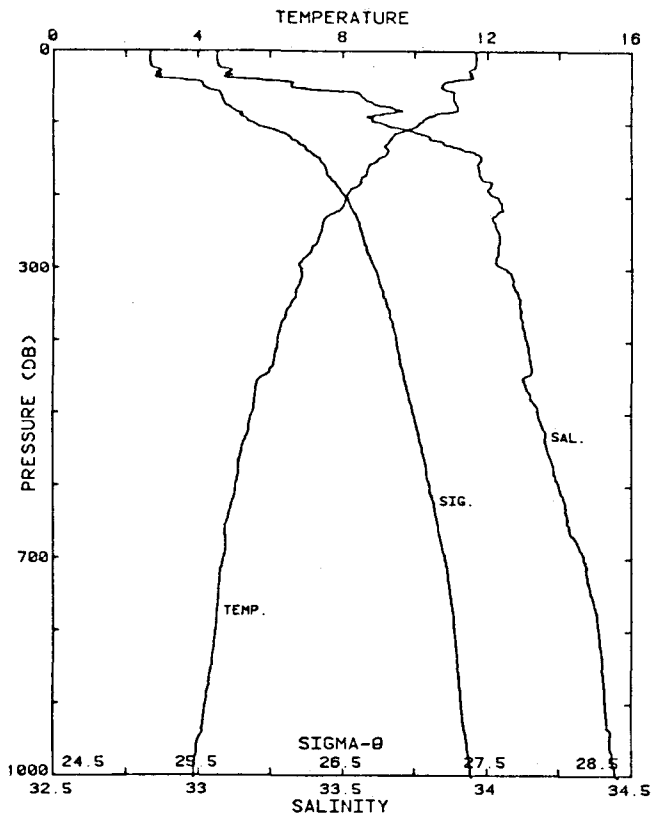 TEMPERATURE
0 4 8 12 16
0
300
PRESSURE (DB)
SAL.
SIG.
700
TEMP.
SIGMA-θ
24.5 25.5 26.5 27.5 28.5
1000
32.5 33 33.5 34 34.5
SALINITY